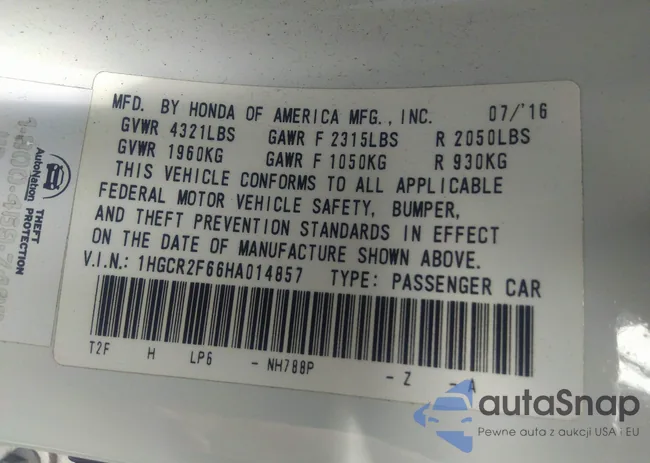 MFD. BY HONDA OF AMERICA MFG., INC. 07/'16
GVWR 4321LBS GAWR F 2315LBS R 2050LBS
GVWR 1960KG GAWR F 1050KG R 930KG
THIS VEHICLE CONFORMS TO ALL APPLICABLE
FEDERAL MOTOR VEHICLE SAFETY, BUMPER,
AND THEFT PREVENTION STANDARDS IN EFFECT
ON THE DATE OF MANUFACTURE SHOWN ABOVE.
V.I.N.: 1HGCR2F66HA014857 TYPE: PASSENGER CAR
T2F H LP6 - NH788P - Z - A
AutoNation
THEFT
PROTECTION
autaSnap
Pewne auta z aukcji USA i EU